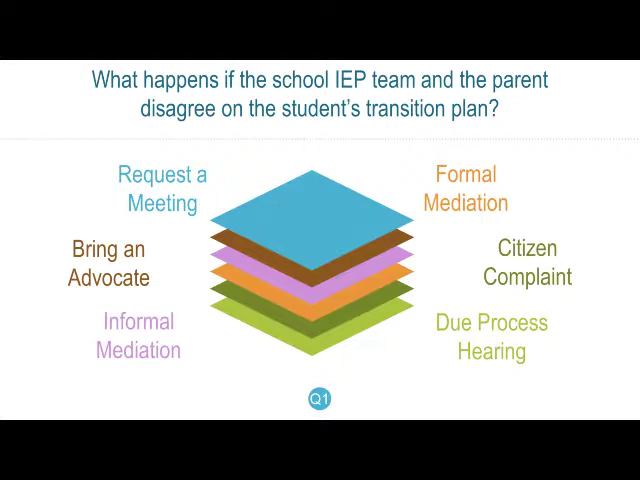 What happens if the school IEP team and the parent
disagree on the student's transition plan?
Request a
Meeting
Bring an
Advocate
Informal
Mediation
Formal
Mediation
Citizen
Complaint
Due Process
Hearing
Q1